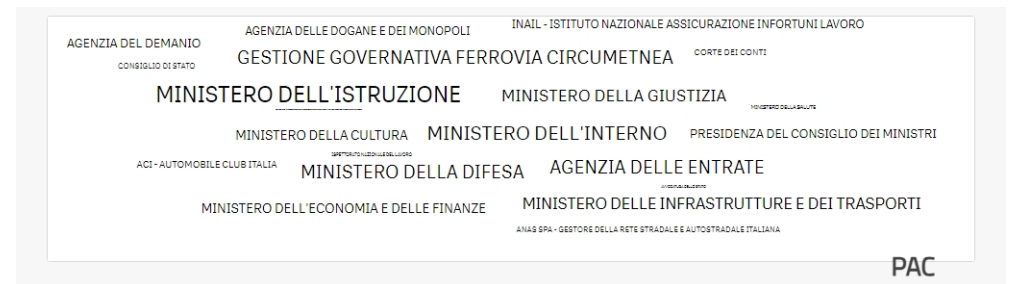 INAIL - ISTITUTO NAZIONALE ASSICURAZIONE INFORTUNI LAVORO
AGENZIA DELLE DOGANE E DEI MONOPOLI
AGENZIA DEL DEMANIO
CORTE DEI CONTI
GESTIONE GOVERNATIVA FERROVIA CIRCUMETNEA
CONSIGLIO DI STATO
MINISTERO DELL'ISTRUZIONE
MINISTERO DELLA GIUSTIZIA
MINISTERO DELLA SALUTE
MINISTERO DELLA CULTURA
MINISTERO DELL'INTERNO
PRESIDENZA DEL CONSIGLIO DEI MINISTRI
ISPETTORATO NAZIONALE DEL LAVORO
ACI - AUTOMOBILE CLUB ITALIA
MINISTERO DELLA DIFESA
AGENZIA DELLE ENTRATE
MINISTERO DELL'ECONOMIA E DELLE FINANZE
MINISTERO DELLE INFRASTRUTTURE E DEI TRASPORTI
ANAS SPA - GESTORE DELLA RETE STRADALE E AUTOSTRADALE ITALIANA
PAC